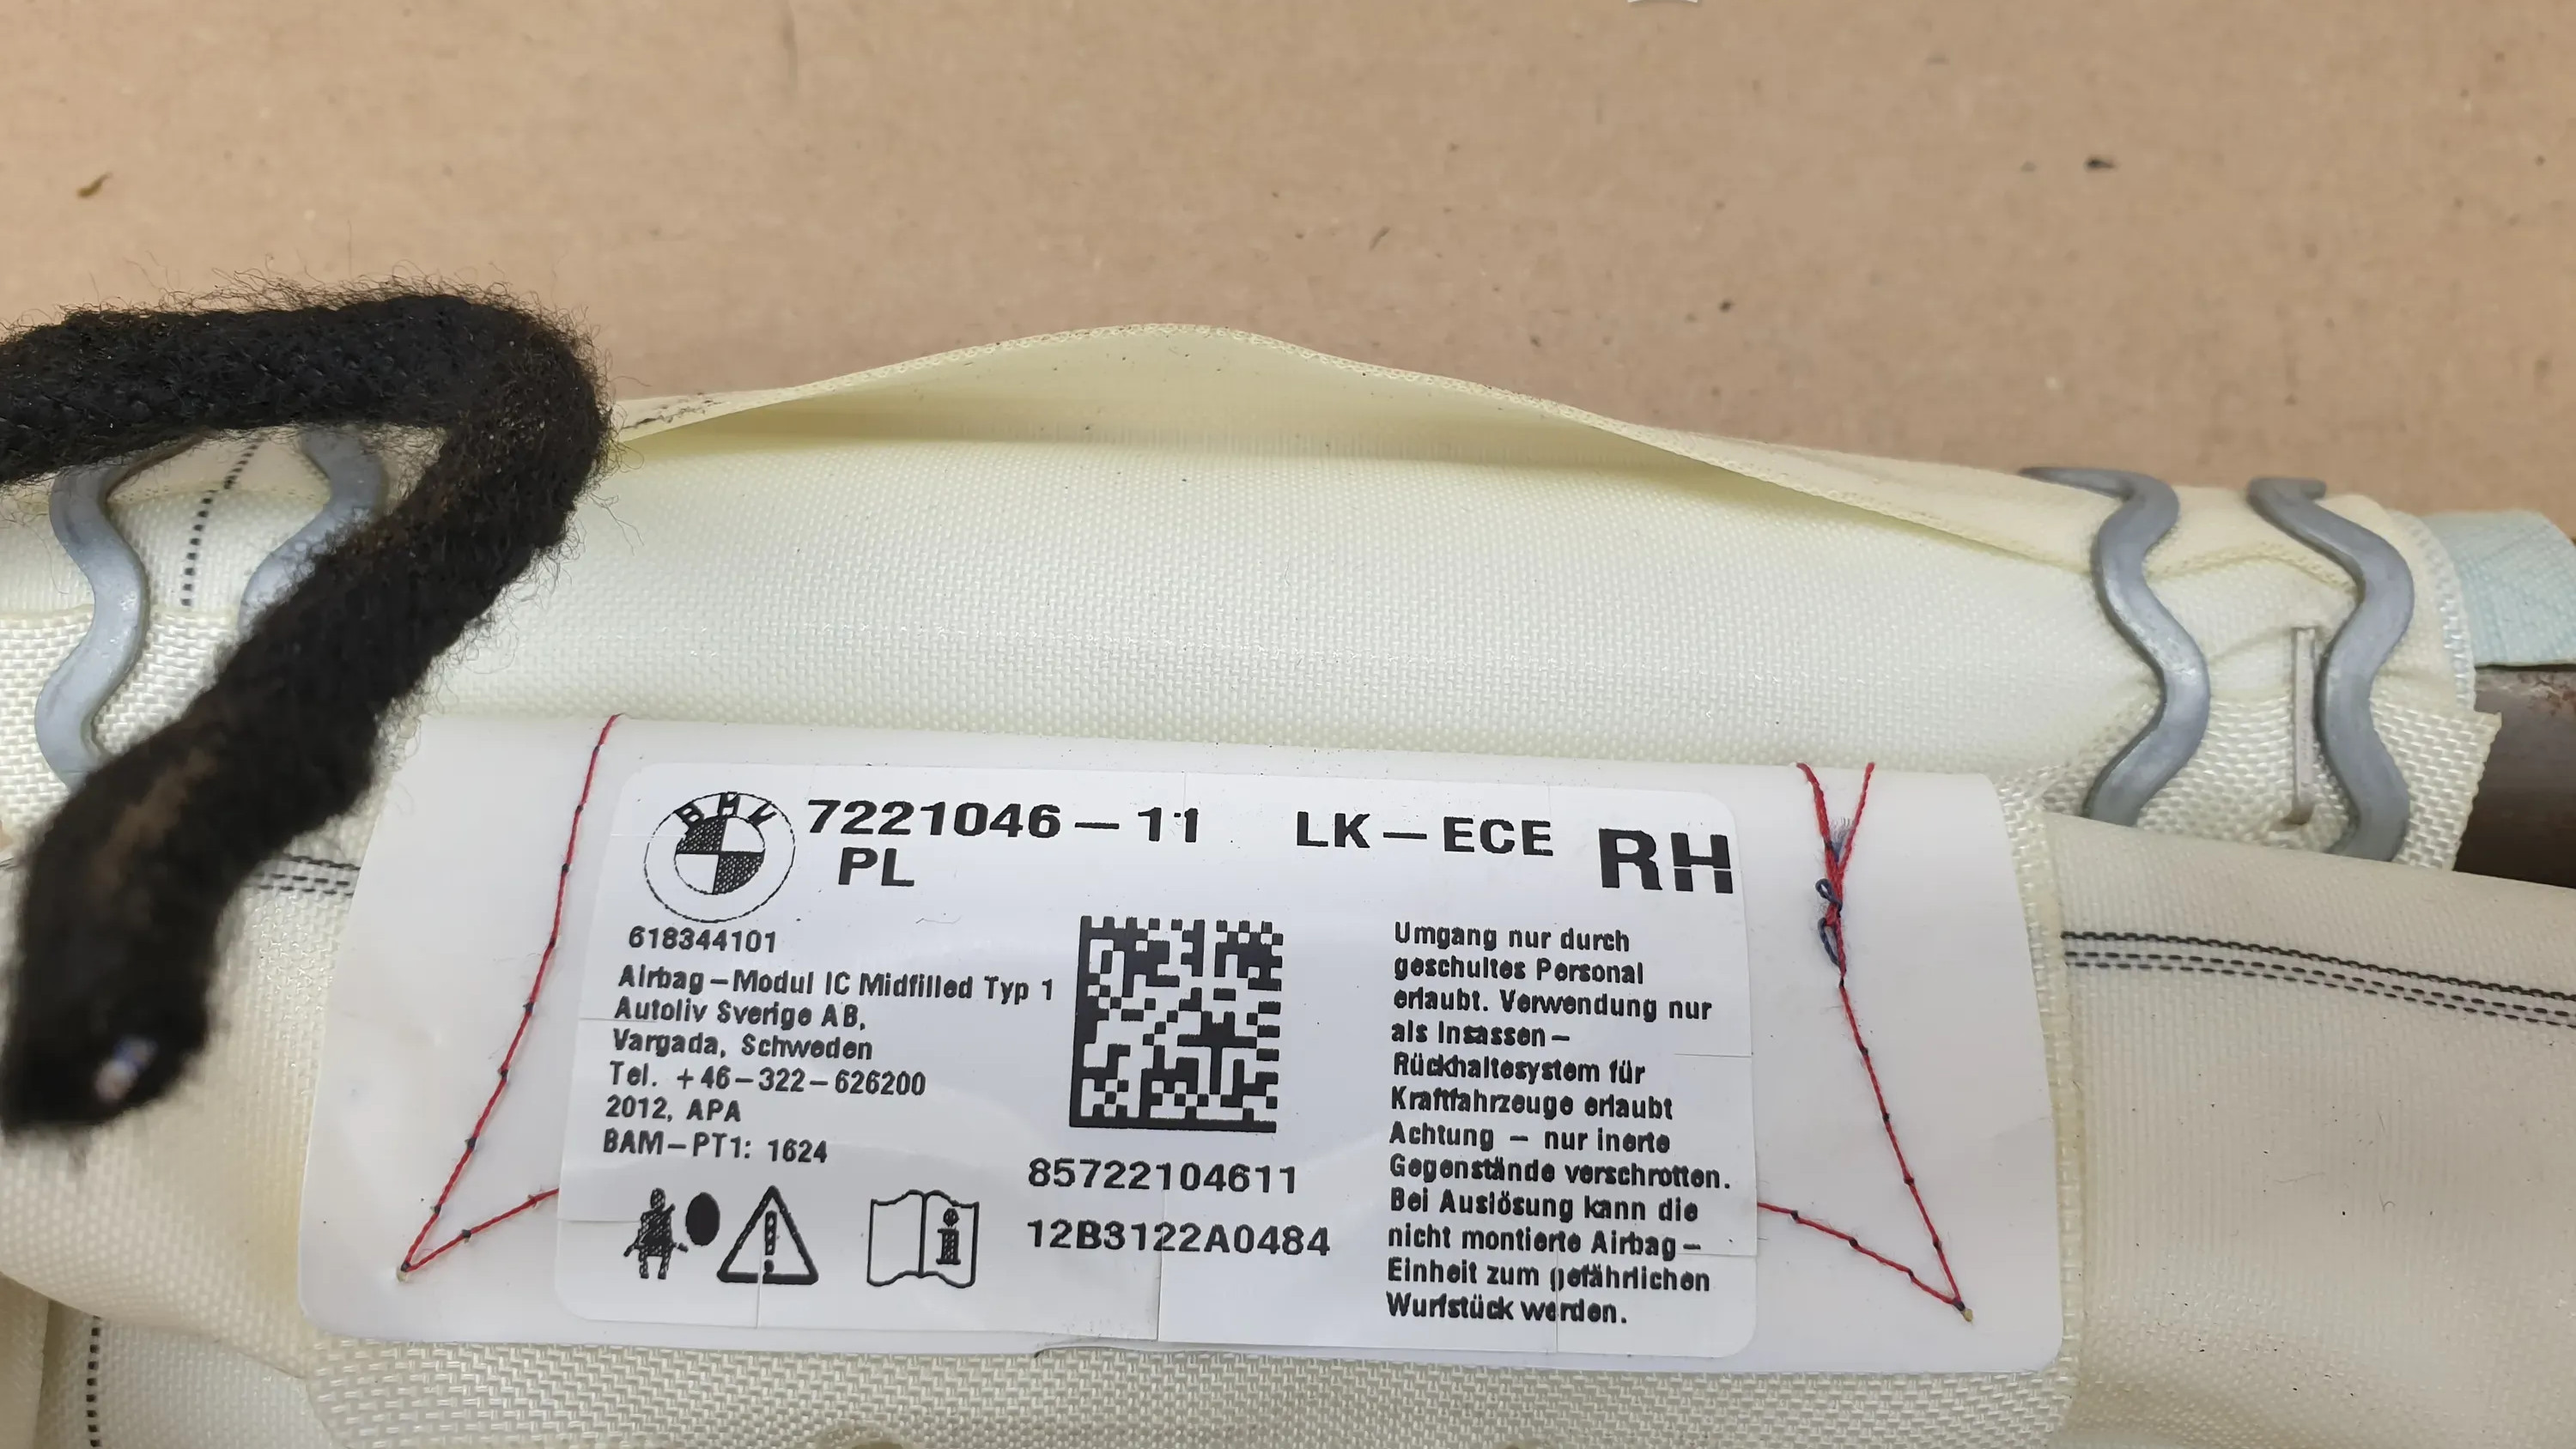 BMW
7221046-11 LK-ECE RH
PL
618344101
Airbag-Modul IC Midfilled Typ 1
Autoliv Sverige AB,
Vargada, Schweden
Tel. +46-322-626200
2012, APA
BAM-PT1: 1624
85722104611
12B3122A0484
Umgang nur durch
geschultes Personal
erlaubt. Verwendung nur
als Insassen-
Rückhaltesystem für
Kraftfahrzeuge erlaubt
Achtung - nur inerte
Gegenstände verschrotten.
Bei Auslösung kann die
nicht montierte Airbag-
Einheit zum gefährlichen
Wurfstück werden.